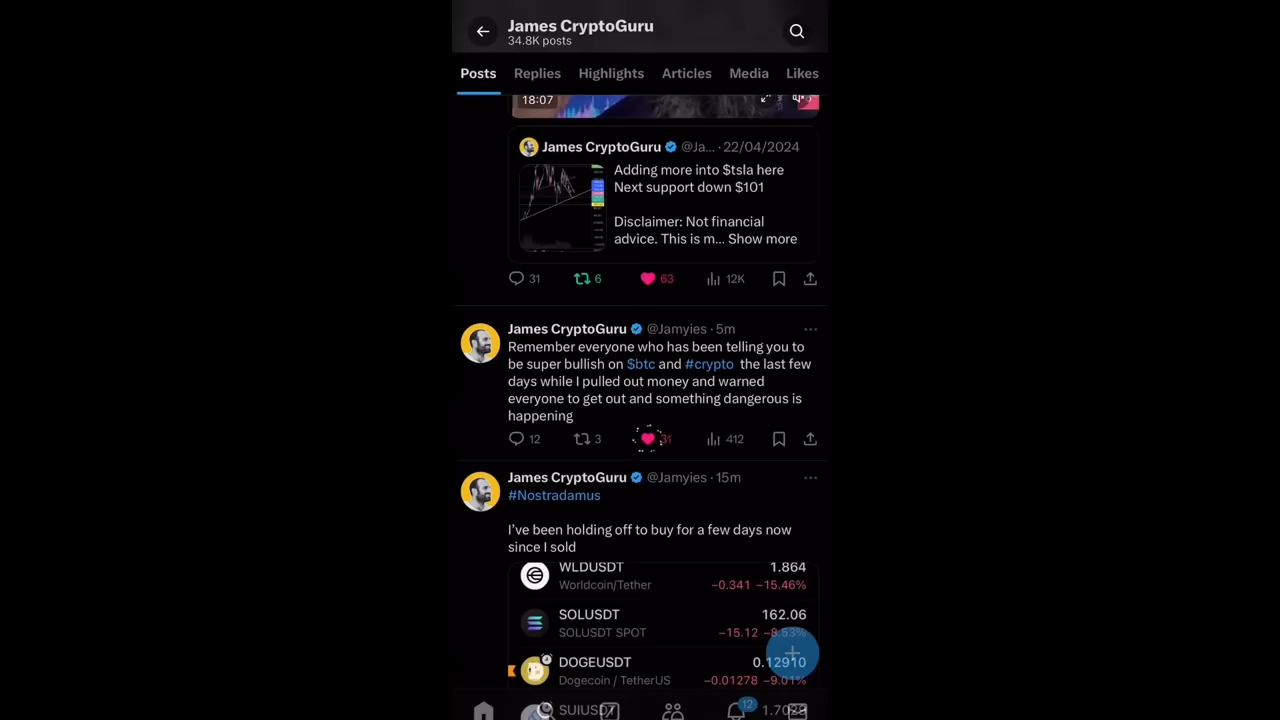 James CryptoGuru
34.8K posts
Posts Replies Highlights Articles Media Likes
18:07
James CryptoGuru @Ja... · 22/04/2024
Adding more into $tsla here
Next support down $101
Disclaimer: Not financial
advice. This is m... Show more
31 6 63 12K
James CryptoGuru @Jamyies · 5m
Remember everyone who has been telling you to
be super bullish on $btc and #crypto the last few
days while I pulled out money and warned
everyone to get out and something dangerous is
happening
12 3 31 412
James CryptoGuru @Jamyies · 15m
#Nostradamus
I've been holding off to buy for a few days now
since I sold
WLDUSDT 1.864
Worldcoin/Tether −0.341 −15.46%
SOLUSDT 162.06
SOLUSDT SPOT −15.12 −8.53%
DOGEUSDT 0.12910
Dogecoin / TetherUS −0.01278 −9.01%
12
SUIUSDT